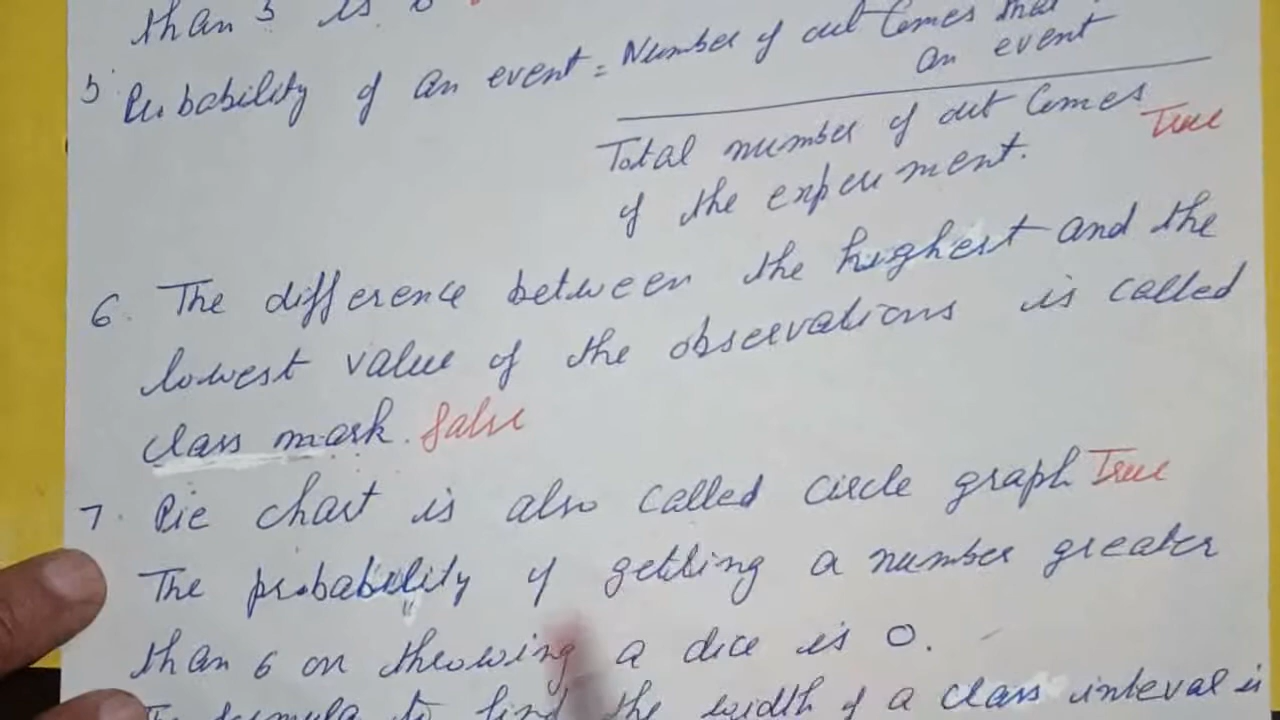 than 3 is
5. Probability of an event = Number of out Comes that
an event
Total number of out Comes True
of the experiment.
6. The difference between the highest and the
lowest value of the observations is called
class mark. False
7. Pie chart is also called circle graph True
The probability of getting a number greater
than 6 on throwing a dice is 0.
formula to find the width of a class interval is